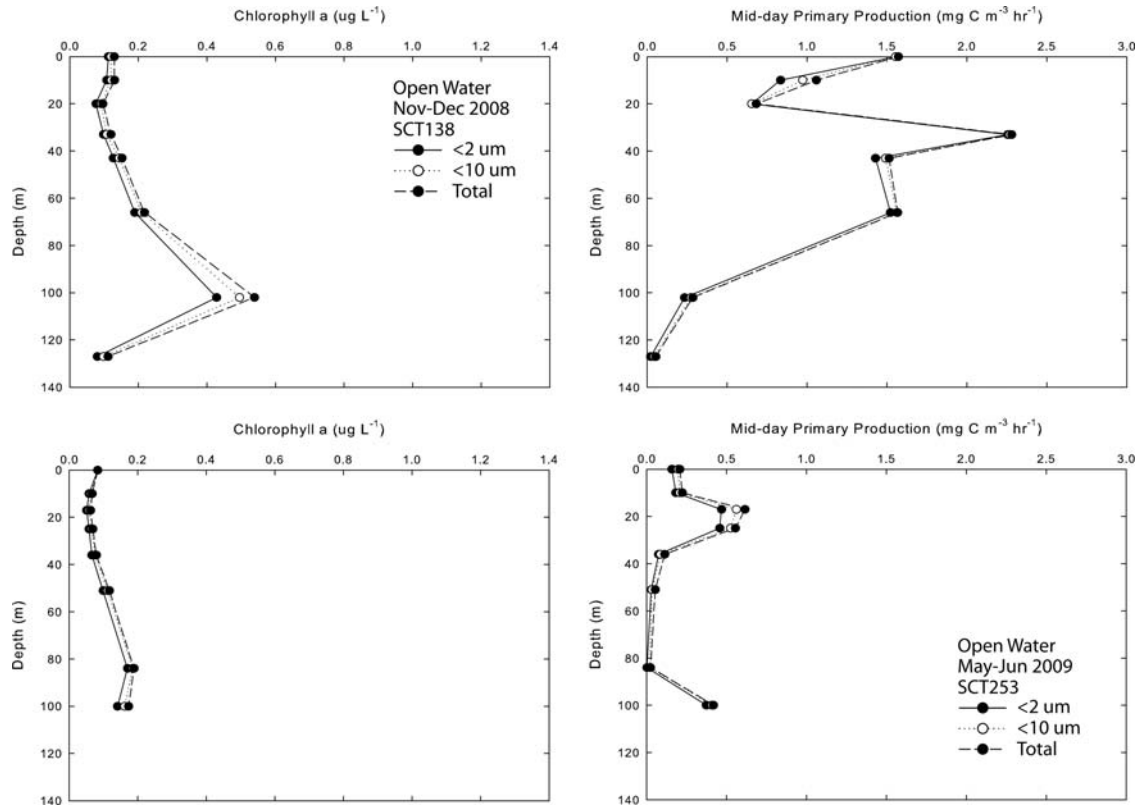 Chlorophyll a (ug L⁻¹)
0.0 0.2 0.4 0.6 0.8 1.0 1.2 1.4
Depth (m)
0
20
40
60
80
100
120
140
Open Water
Nov-Dec 2008
SCT138
<2 um
<10 um
Total
Mid-day Primary Production (mg C m⁻³ hr⁻¹)
0.0 0.5 1.0 1.5 2.0 2.5 3.0
Depth (m)
0
20
40
60
80
100
120
140
Chlorophyll a (ug L⁻¹)
0.0 0.2 0.4 0.6 0.8 1.0 1.2 1.4
Depth (m)
0
20
40
60
80
100
120
140
Mid-day Primary Production (mg C m⁻³ hr⁻¹)
0.0 0.5 1.0 1.5 2.0 2.5 3.0
Depth (m)
0
20
40
60
80
100
120
140
Open Water
May-Jun 2009
SCT253
<2 um
<10 um
Total